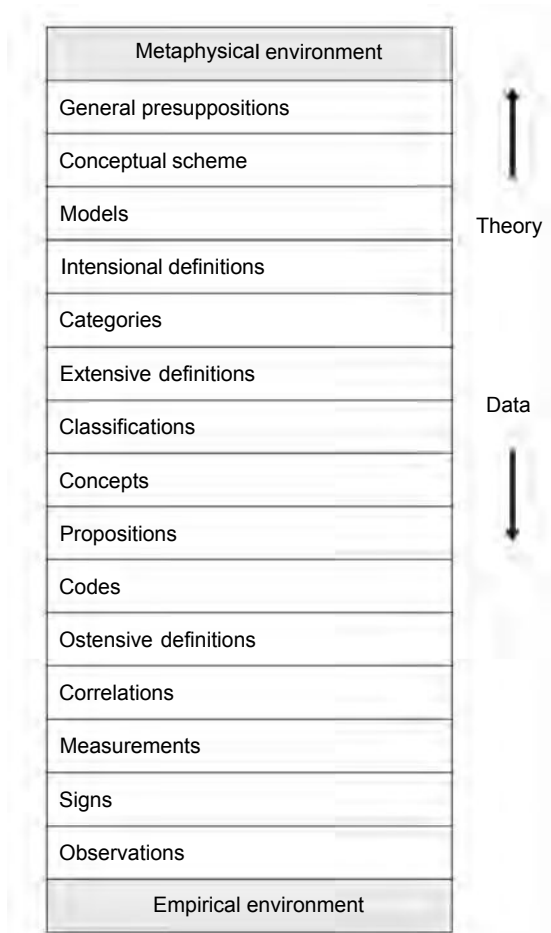 Metaphysical environment
General presuppositions
Conceptual scheme
Models
Theory
Intensional definitions
Categories
Extensive definitions
Data
Classifications
Concepts
Propositions
Codes
Ostensive definitions
Correlations
Measurements
Signs
Observations
Empirical environment